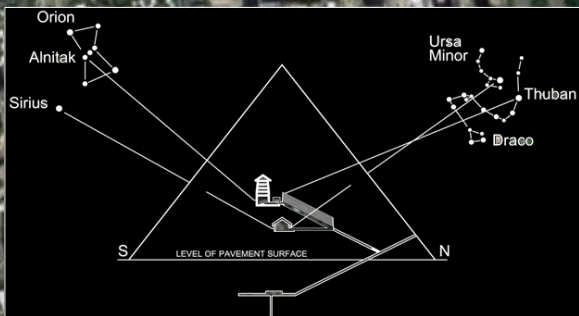 Orion
Alnitak
Sirius
Ursa
Minor
Thuban
Draco
S
LEVEL OF PAVEMENT SURFACE
N